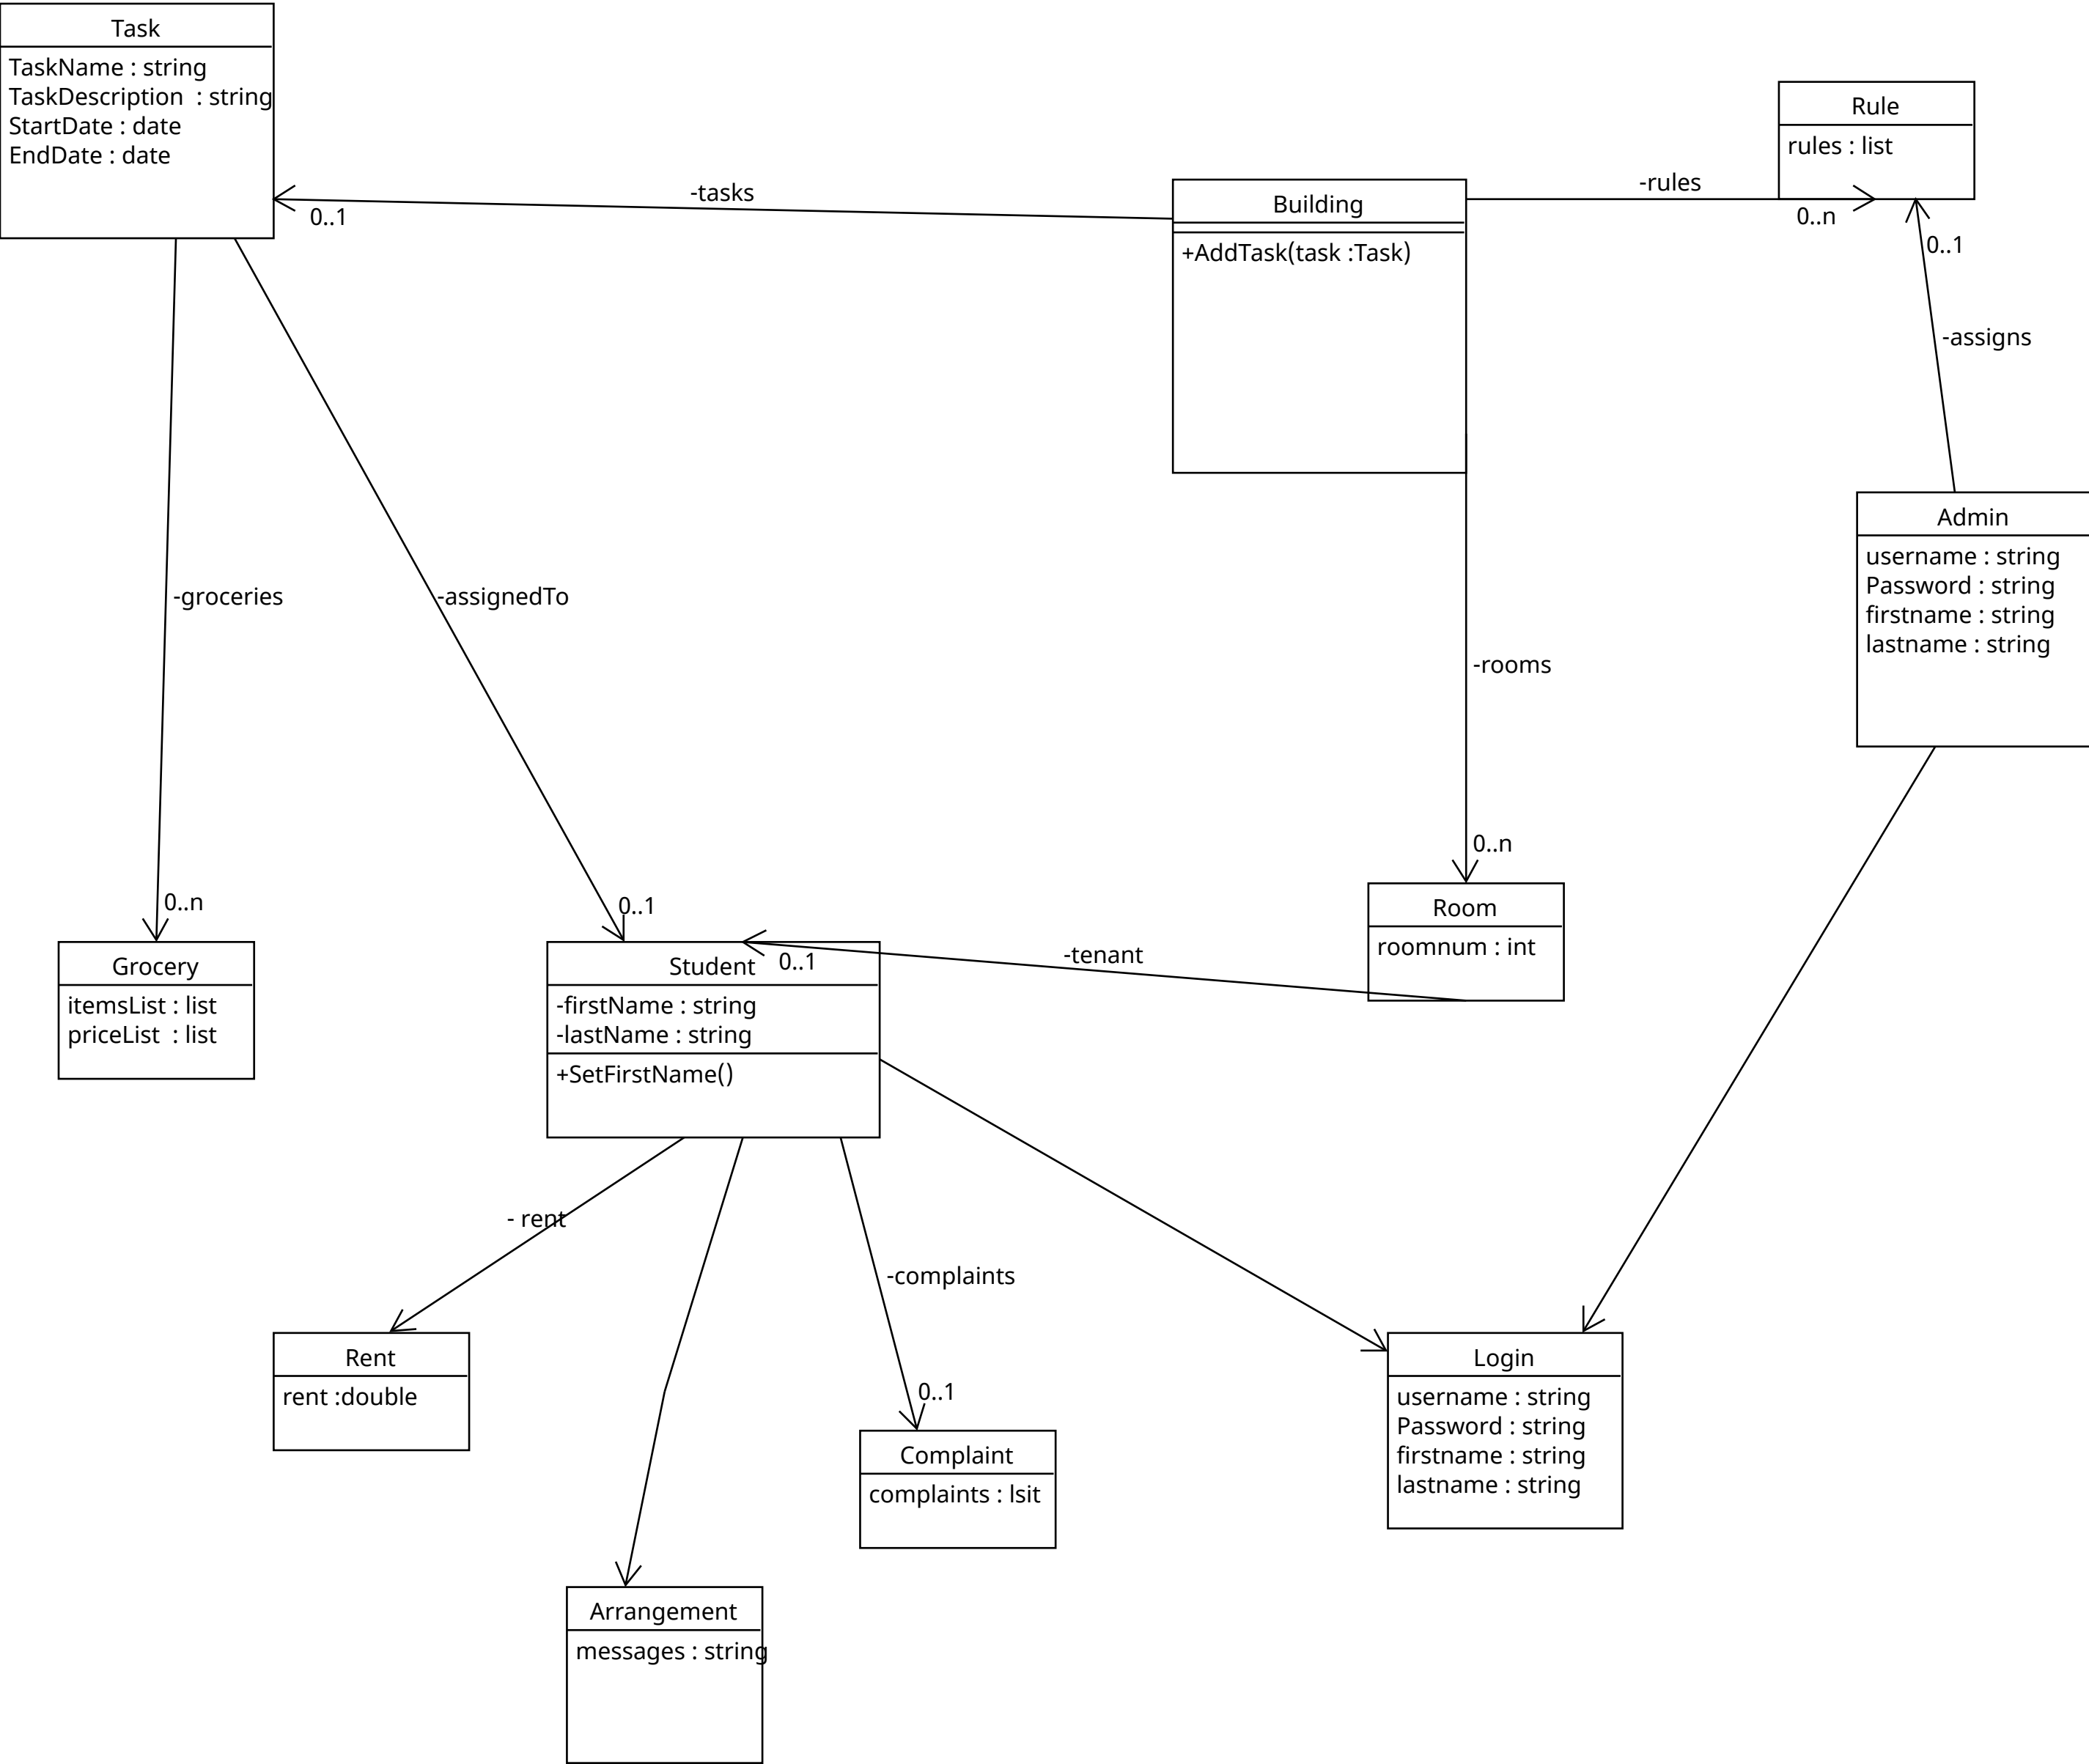 Task
TaskName : string
TaskDescription  : string
StartDate : date
EndDate : date
Rule
rules : list
-tasks
0..1
-rules
0..n
Building
+AddTask(task :Task)
0..1
-assigns
Admin
username : string
Password : string
firstname : string
lastname : string
-groceries
-assignedTo
-rooms
0..n
0..n
0..1
Room
roomnum : int
-tenant
0..1
Grocery
itemsList : list
priceList  : list
Student
-firstName : string
-lastName : string
+SetFirstName()
- rent
-complaints
0..1
Rent
rent :double
Complaint
complaints : lsit
Login
username : string
Password : string
firstname : string
lastname : string
Arrangement
messages : string